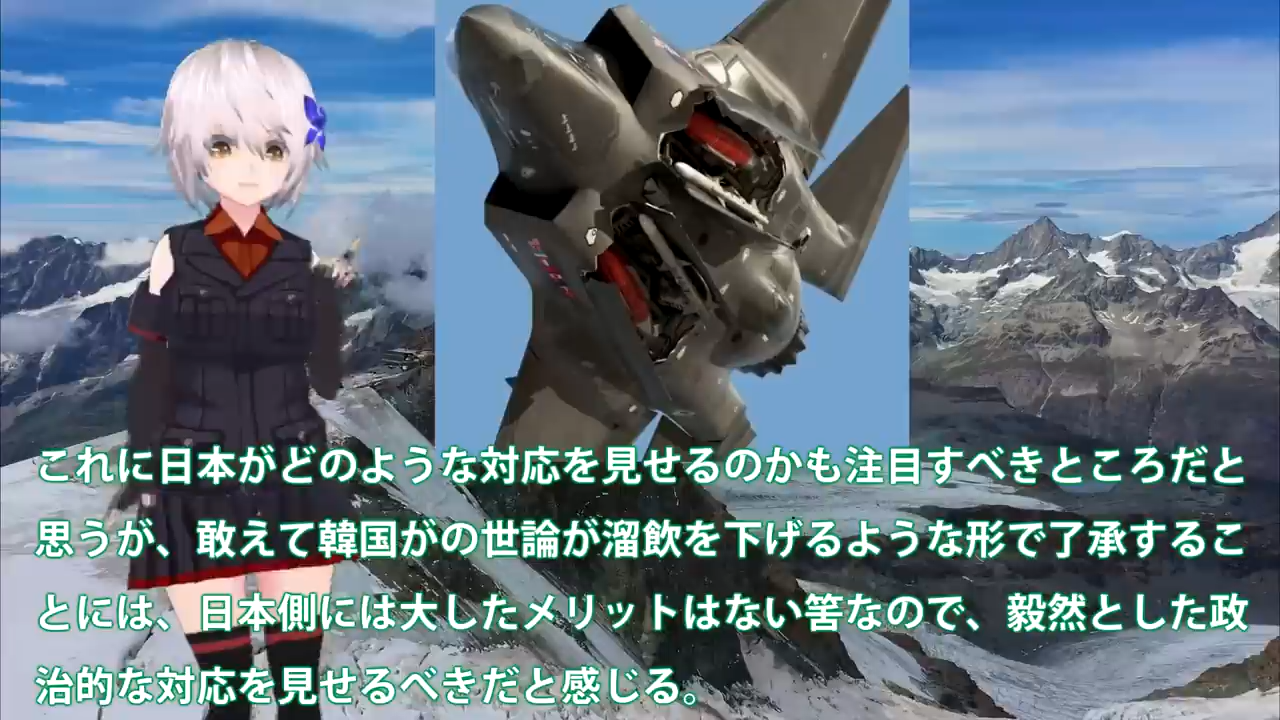 これに日本がどのような対応を見せるのかも注目すべきところだと
思うが、敢えて韓国がの世論が溜飲を下げるような形で了承するこ
とには、日本側には大したメリットはない筈なので、毅然とした政
治的な対応を見せるべきだと感じる。